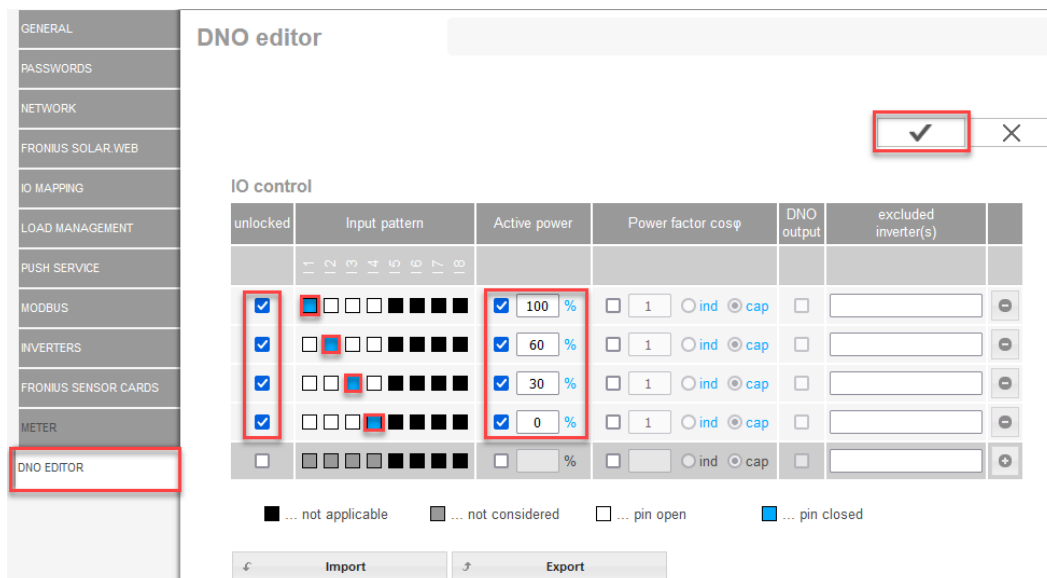 GENERAL
PASSWORDS
NETWORK
FRONIUS SOLAR.WEB
IO MAPPING
LOAD MANAGEMENT
PUSH SERVICE
MODBUS
INVERTERS
FRONIUS SENSOR CARDS
METER
DNO EDITOR
DNO editor
IO control
unlocked Input pattern Active power Power factor cosφ DNO output excluded inverter(s)
I1 I2 I3 I4 I5 I6 I7 I8
100 % 1 ind cap
60 % 1 ind cap
30 % 1 ind cap
0 % 1 ind cap
% ind cap
... not applicable ... not considered ... pin open ... pin closed
Import Export